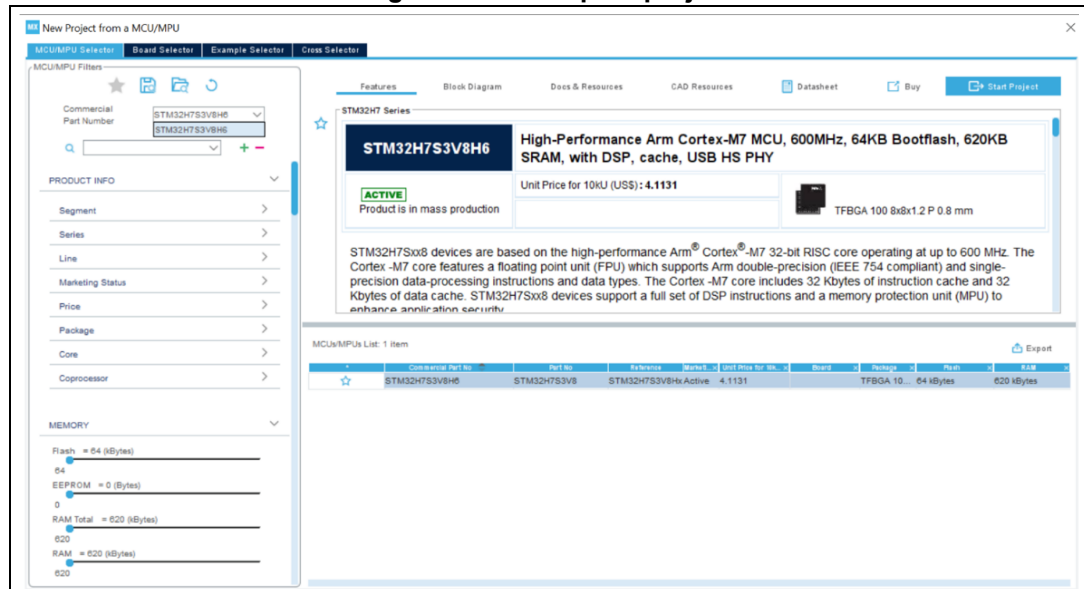 MX New Project from a MCU/MPU
MCU/MPU Selector Board Selector Example Selector Cross Selector
MCU/MPU Filters
Commercial
Part Number
STM32H7S3V8H6
STM32H7S3V8H6
PRODUCT INFO
Segment
Series
Line
Marketing Status
Price
Package
Core
Coprocessor
MEMORY
Flash = 64 (kBytes)
64
EEPROM = 0 (Bytes)
0
RAM Total = 620 (kBytes)
620
RAM = 620 (kBytes)
620
Features Block Diagram Docs & Resources CAD Resources Datasheet Buy Start Project
STM32H7 Series
STM32H7S3V8H6
High-Performance Arm Cortex-M7 MCU, 600MHz, 64KB Bootflash, 620KB
SRAM, with DSP, cache, USB HS PHY
ACTIVE
Product is in mass production
Unit Price for 10kU (US$) : 4.1131
TFBGA 100 8x8x1.2 P 0.8 mm
STM32H7Sxx8 devices are based on the high-performance Arm® Cortex®-M7 32-bit RISC core operating at up to 600 MHz. The
Cortex -M7 core features a floating point unit (FPU) which supports Arm double-precision (IEEE 754 compliant) and single-
precision data-processing instructions and data types. The Cortex -M7 core includes 32 Kbytes of instruction cache and 32
Kbytes of data cache. STM32H7Sxx8 devices support a full set of DSP instructions and a memory protection unit (MPU) to
enhance application security
MCUs/MPUs List: 1 item
Export
* Commercial Part No Part No Reference Marketi... Unit Price for 10k... Board Package Flash RAM
STM32H7S3V8H6 STM32H7S3V8 STM32H7S3V8Hx Active 4.1131 TFBGA 10... 64 kBytes 620 kBytes